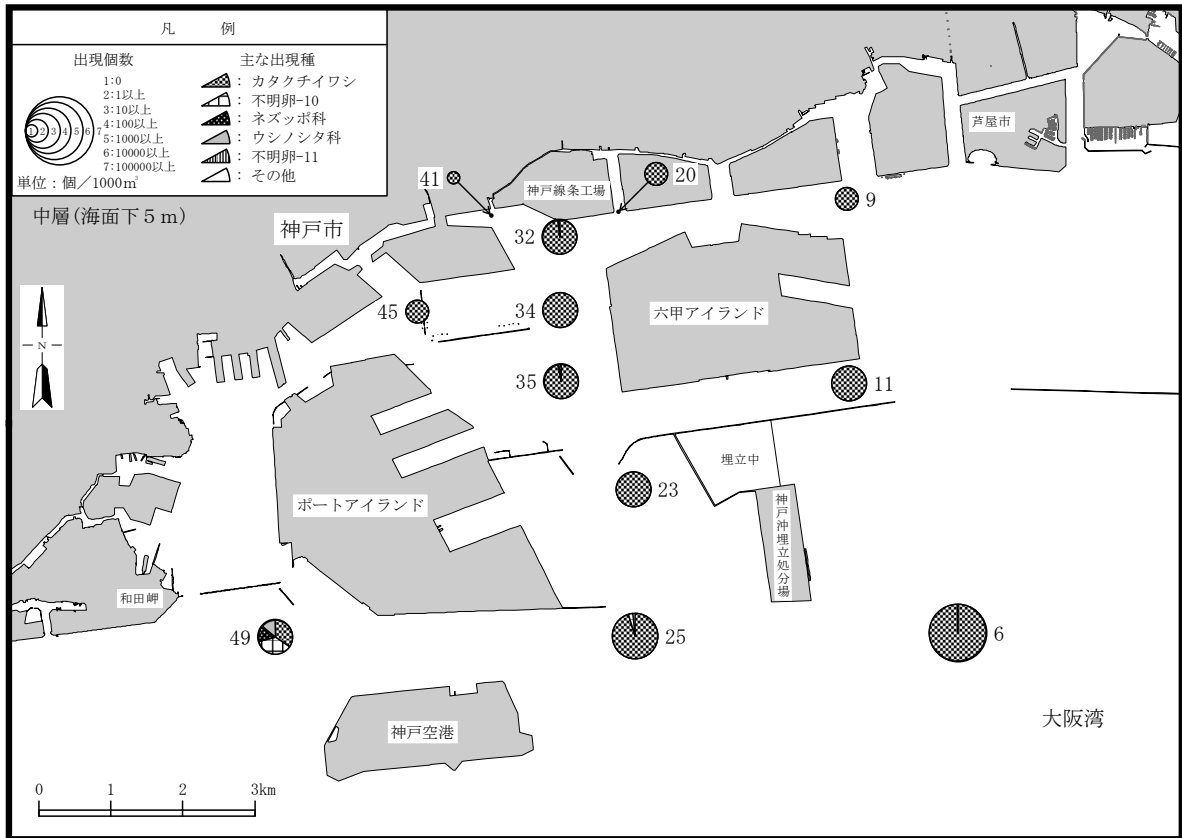 凡 例
出現個数
1:0
2:1以上
3:10以上
4:100以上
5:1000以上
6:10000以上
7:100000以上
1 2 3 4 5 6 7
単位：個／1000㎥
主な出現種
： カタクチイワシ
： 不明卵-10
： ネズッポ科
： ウシノシタ科
： 不明卵-11
： その他
中層(海面下５ｍ)
芦屋市
41
神戸線条工場
20
9
神戸市
32
45
34
六甲アイランド
N
35
11
埋立中
23
ポートアイランド
神戸沖埋立処分場
和田岬
49
25
6
大阪湾
神戸空港
0 1 2 3km